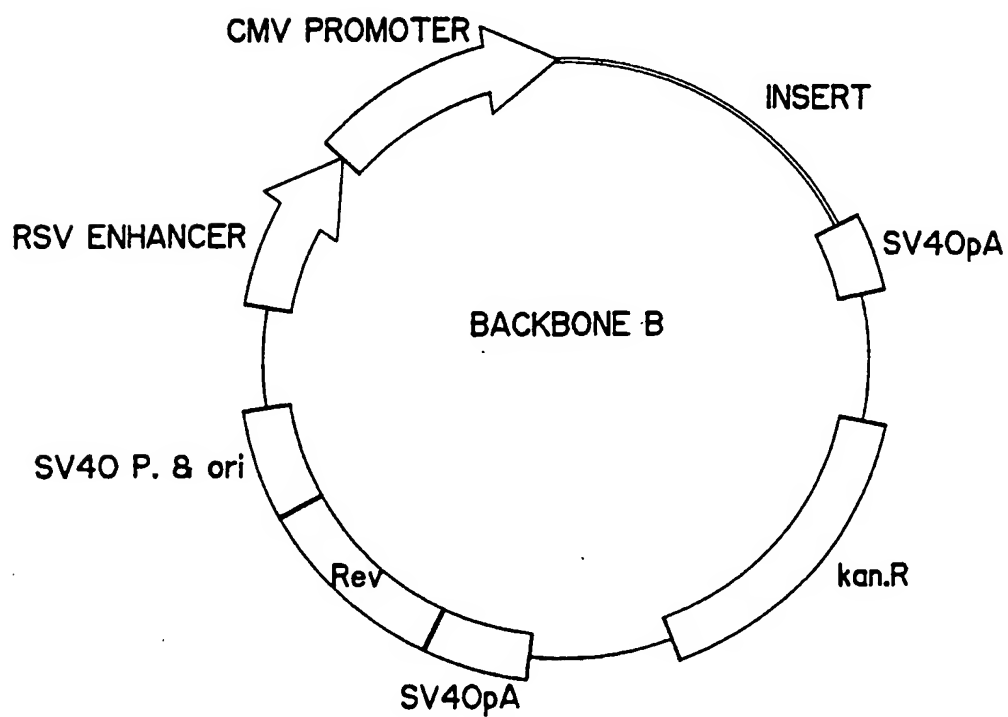 CMV PROMOTER
INSERT
RSV ENHANCER
SV40pA
BACKBONE B
SV40 P. & ori
Rev
kan.R
SV40pA